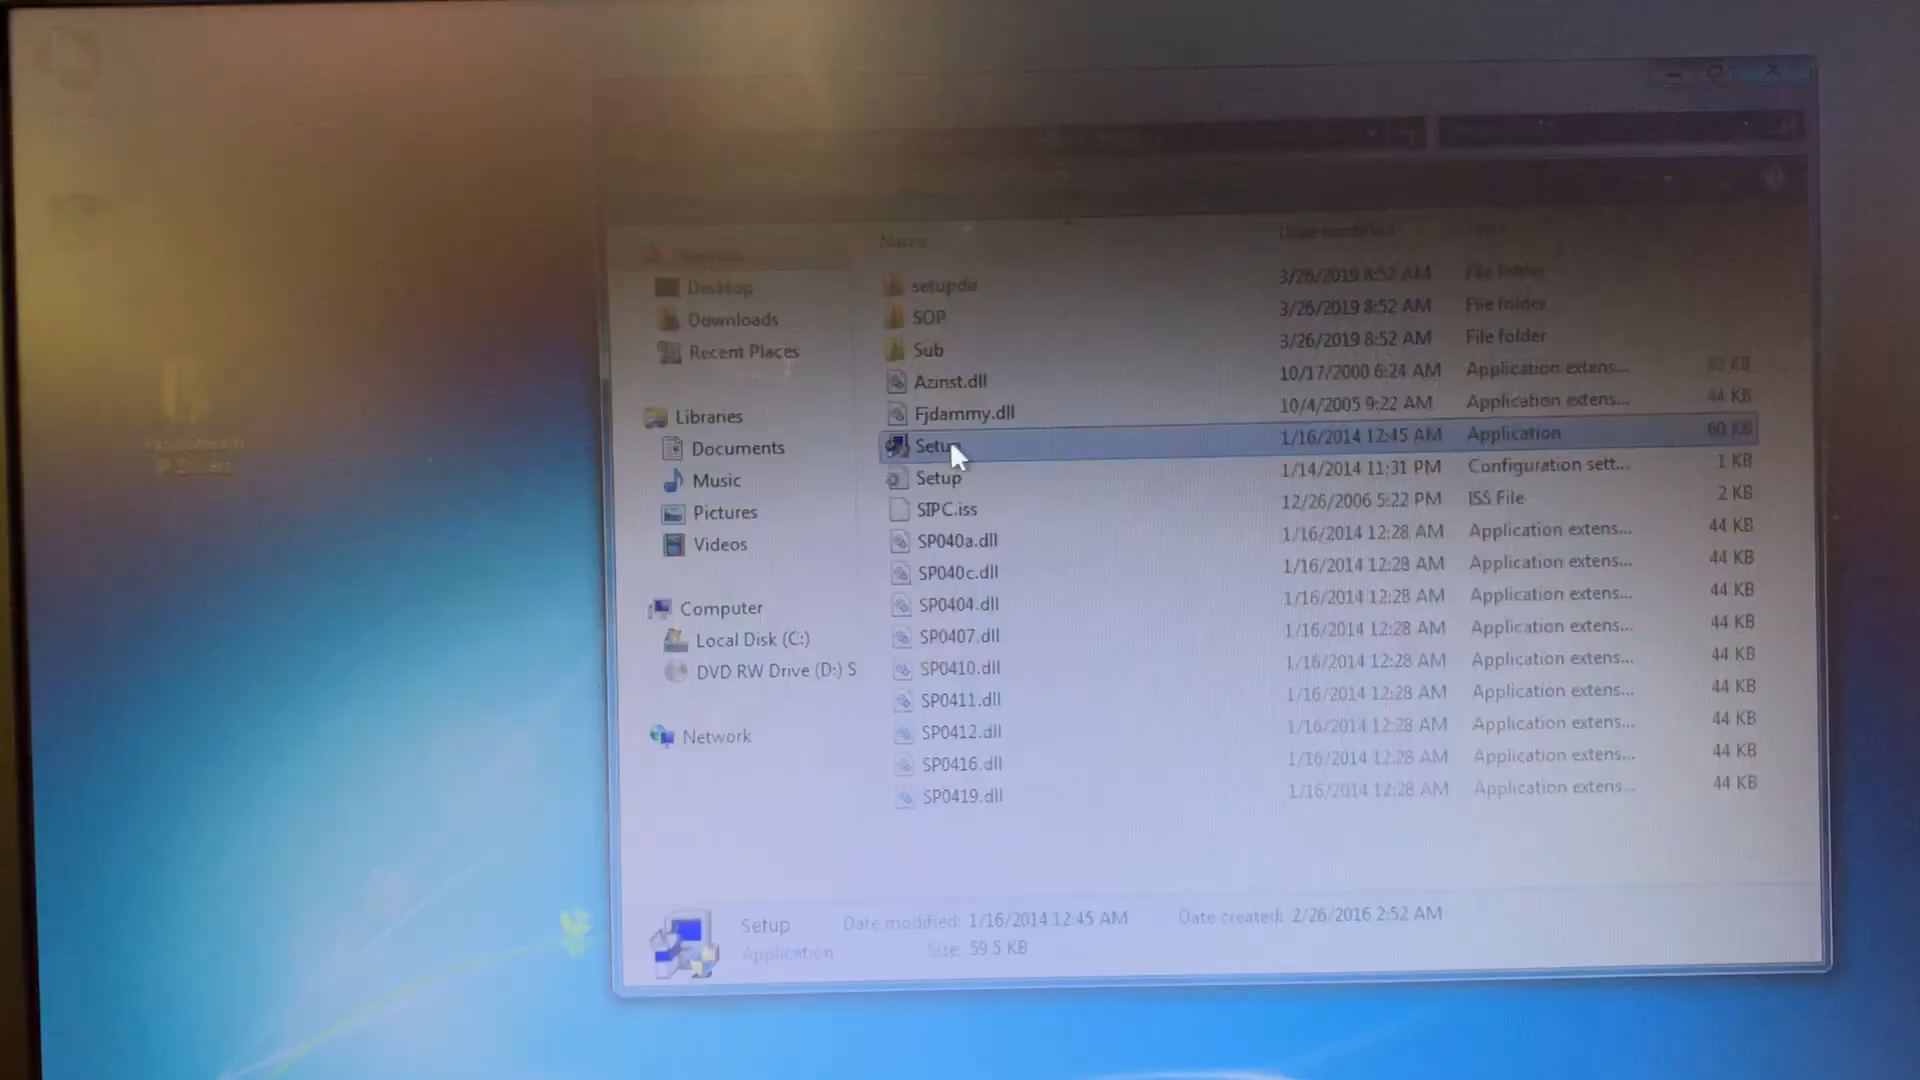 Name
setupdir 3/26/2019 8:52 AM File folder
Desktop
SOP 3/26/2019 8:52 AM File folder
Downloads
Sub 3/26/2019 8:52 AM File folder
Recent Places
Azinst.dll 10/17/2000 6:24 AM Application extens... 32 KB
Fjdammy.dll 10/4/2005 9:22 AM Application extens... 44 KB
Libraries
Setup 1/16/2014 12:45 AM Application 60 KB
Documents
Setup 1/14/2014 11:31 PM Configuration sett... 1 KB
Music
SIPC.iss 12/26/2006 5:22 PM ISS File 2 KB
Pictures
SP040a.dll 1/16/2014 12:28 AM Application extens... 44 KB
Videos
SP040c.dll 1/16/2014 12:28 AM Application extens... 44 KB
SP0404.dll 1/16/2014 12:28 AM Application extens... 44 KB
Computer
SP0407.dll 1/16/2014 12:28 AM Application extens... 44 KB
Local Disk (C:)
SP0410.dll 1/16/2014 12:28 AM Application extens... 44 KB
DVD RW Drive (D:) S
SP0411.dll 1/16/2014 12:28 AM Application extens... 44 KB
SP0412.dll 1/16/2014 12:28 AM Application extens... 44 KB
Network
SP0416.dll 1/16/2014 12:28 AM Application extens... 44 KB
SP0419.dll 1/16/2014 12:28 AM Application extens... 44 KB
Setup Date modified: 1/16/2014 12:45 AM Date created: 2/26/2016 2:52 AM
Application Size: 59.5 KB